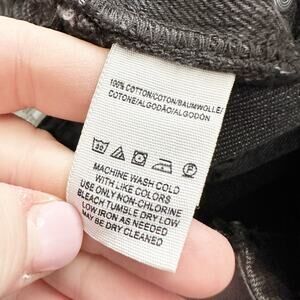 100% COTTON/COTON/BAUMWOLLE/
COTONE/ALGODÃO/ALGODÓN
30
MACHINE WASH COLD
WITH LIKE COLORS
USE ONLY NON-CHLORINE
BLEACH TUMBLE DRY LOW
LOW IRON AS NEEDED
MAY BE DRY CLEANED